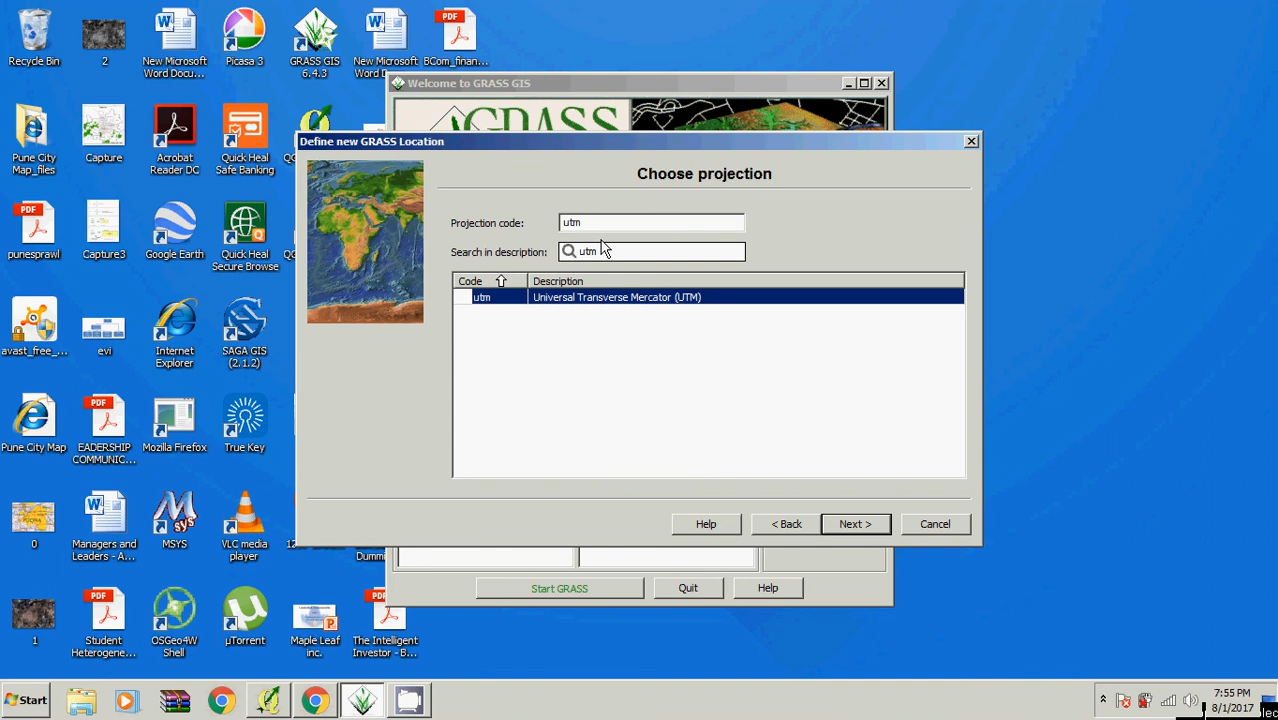 Recycle Bin
2
New Microsoft
Word Docu...
Picasa 3
GRASS GIS
6.4.3
New Microsoft
Word D
PDF
BCom_finan...
Welcome to GRASS GIS
GRASS
Pune City
Map_files
Capture
Acrobat
Reader DC
Quick Heal
Safe Banking
Define new GRASS Location
Choose projection
Projection code:
utm
Search in description:
utm
Code
Description
utm
Universal Transverse Mercator (UTM)
PDF
punesprawl
Capture3
Google Earth
Quick Heal
Secure Browse
avast_free_...
evi
Internet
Explorer
SAGA GIS
(2.1.2)
Pune City Map
PDF
EADERSHIP
COMMUNIC...
Mozilla Firefox
True Key
Help
< Back
Next >
Cancel
0
Managers and
Leaders - A...
Msys
MSYS
VLC media
player
12
Dummi
Start GRASS
Quit
Help
1
PDF
Student
Heterogene...
OSGeo4W
Shell
µTorrent
Maple Leaf
inc.
PDF
The Intelligent
Investor - B...
Start
7:55 PM
8/1/2017